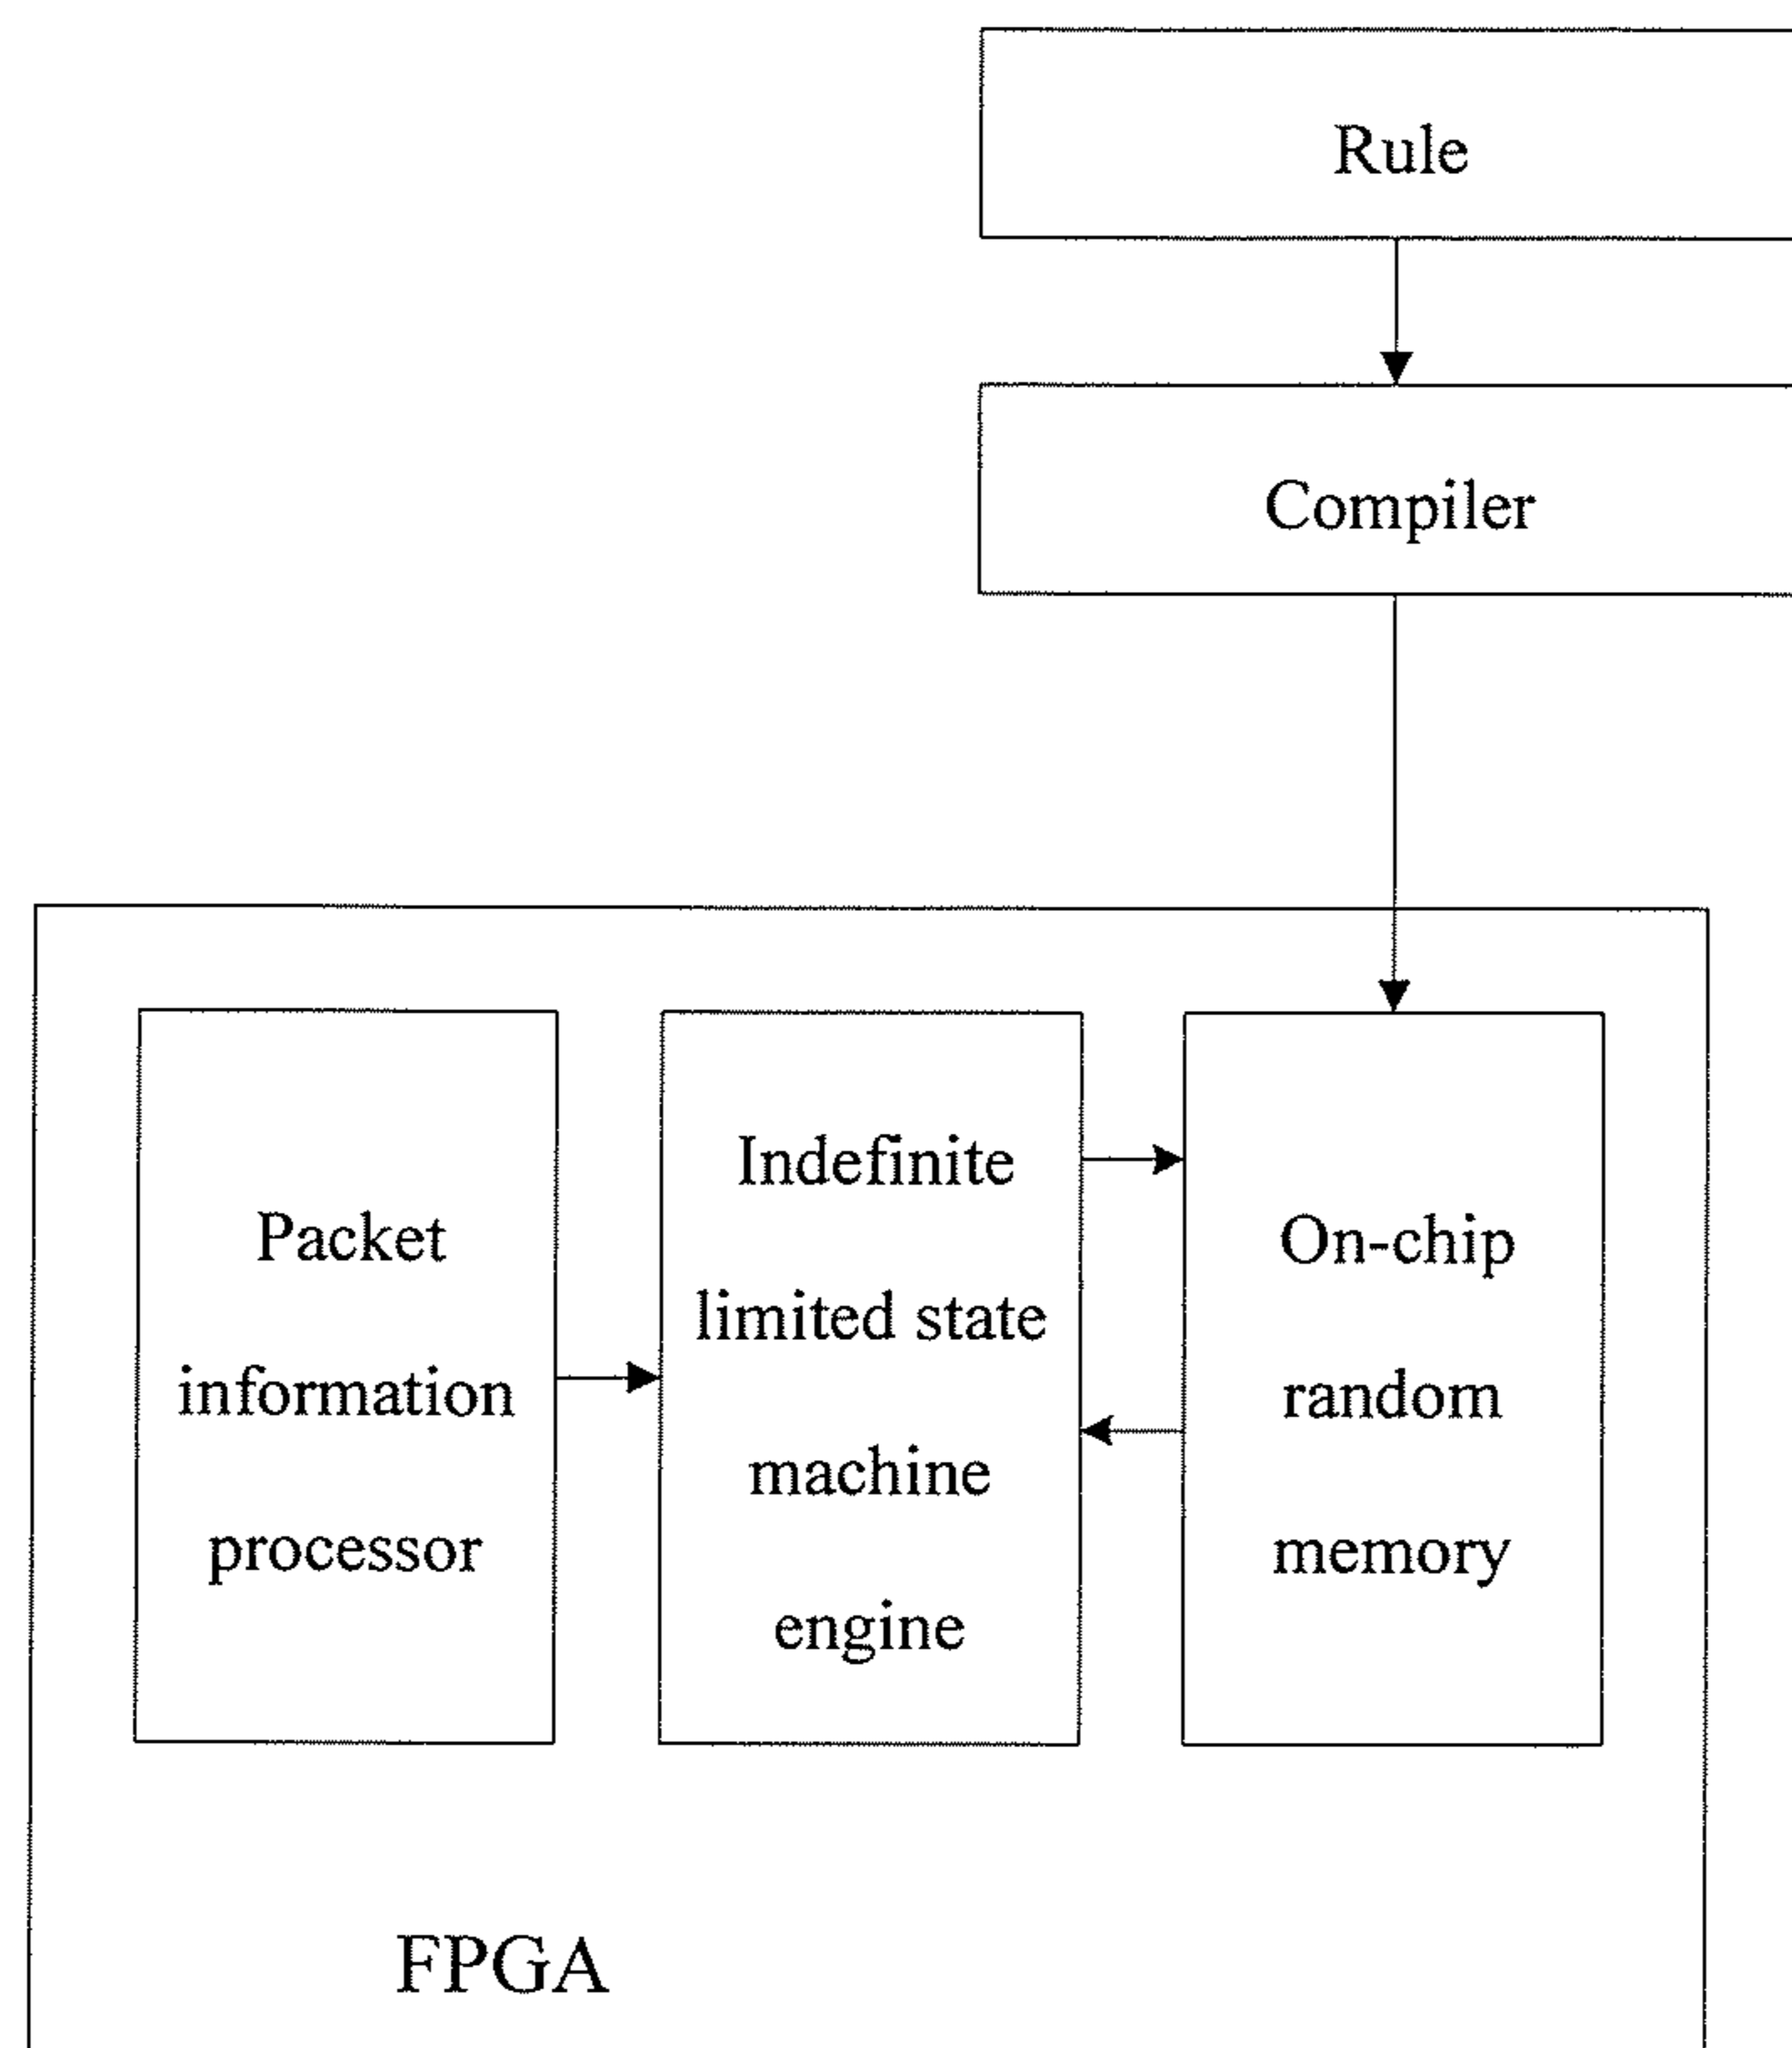 Rule
Compiler
Packet
information
processor
Indefinite
limited state
machine
engine
On-chip
random
memory
FPGA